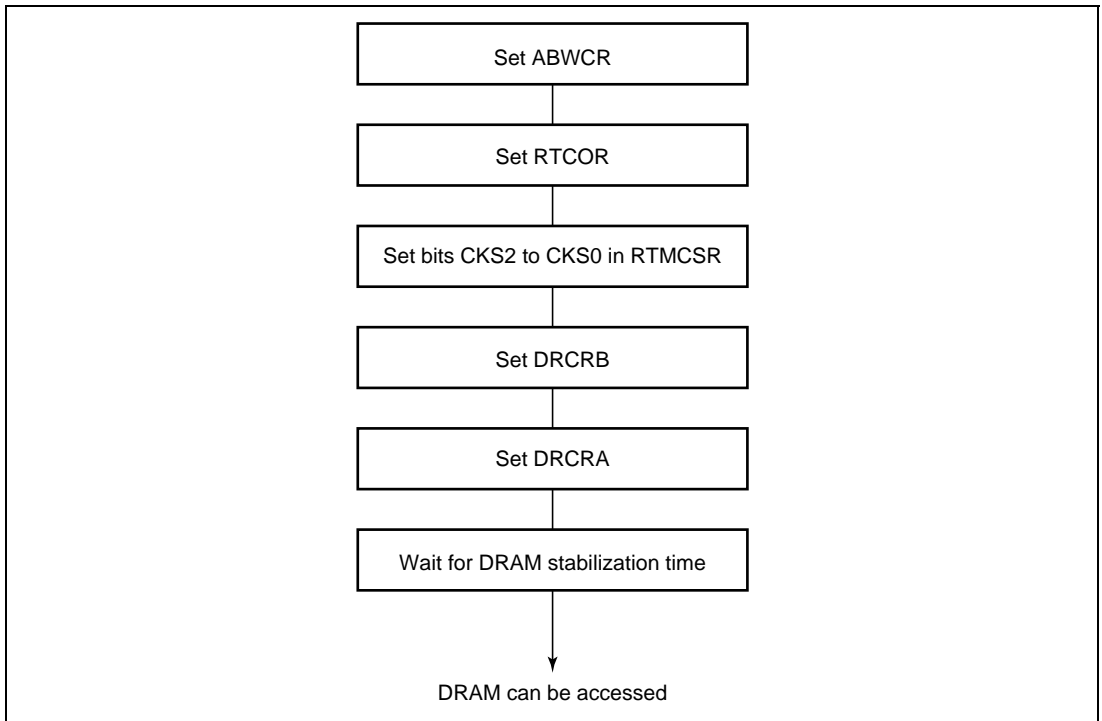 Set ABWCR
Set RTCOR
Set bits CKS2 to CKS0 in RTMCSR
Set DRCRB
Set DRCRA
Wait for DRAM stabilization time
DRAM can be accessed